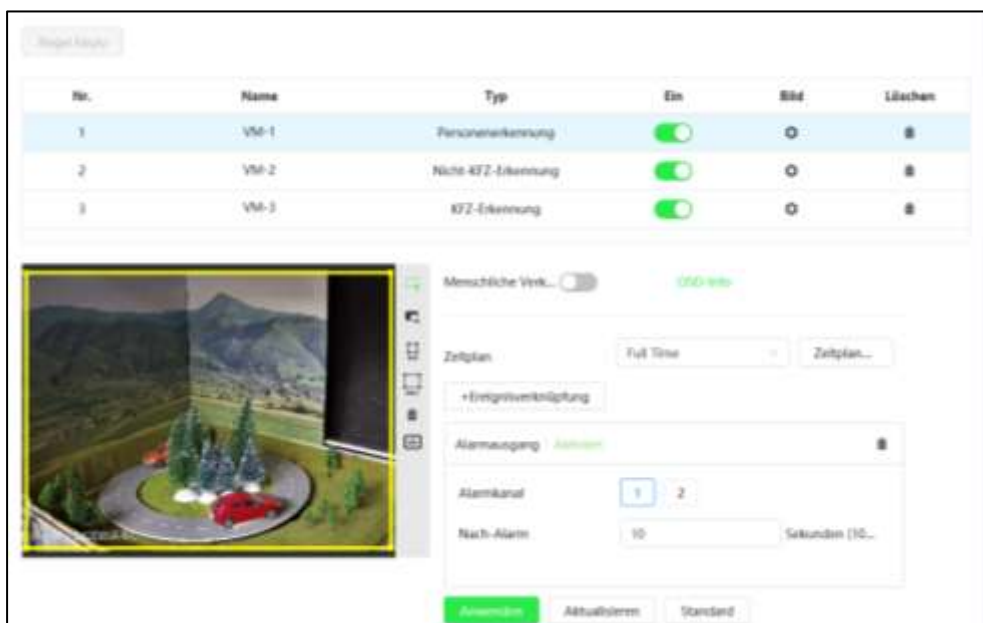 Nr. Name Typ Ein Bild Löschen
1 VM-1 Personenerkennung
2 VM-2 Nicht-KFZ-Erkennung
3 VM-3 KFZ-Erkennung
Menschliche Verk... OSD-Info
Zeitplan Full Time Zeitplan...
+Ereignisverknüpfung
Alarmausgang
Alarmkanal 1 2
Nach-Alarm 10 Sekunden (10...
Anwenden Aktualisieren Standard